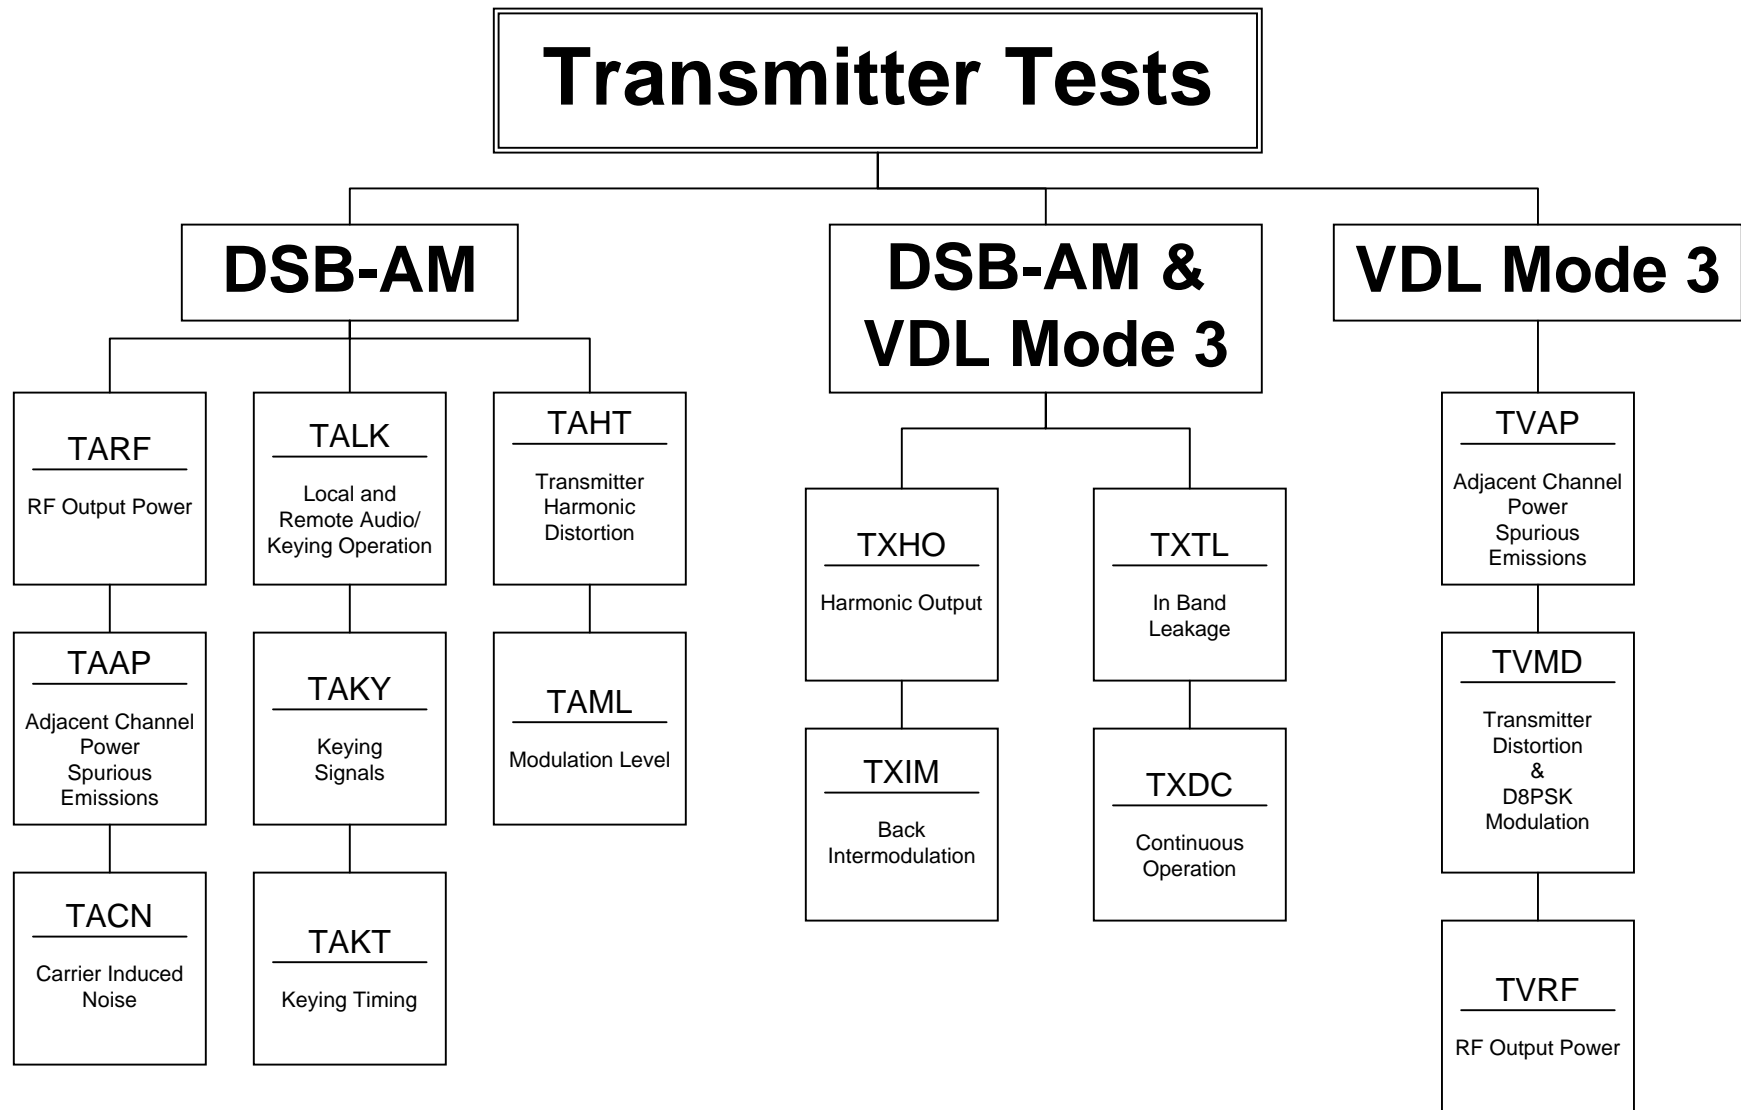 Transmitter Tests
DSB-AM
TARF
RF Output Power
TAAP
Adjacent Channel
Power
Spurious
Emissions
TACN
Carrier Induced
Noise
TALK
Local and
Remote Audio/
Keying Operation
TAKY
Keying
Signals
TAKT
Keying Timing
TAHT
Transmitter
Harmonic
Distortion
TAML
Modulation Level
DSB-AM &
VDL Mode 3
TXHO
Harmonic Output
TXIM
Back
Intermodulation
TXTL
In Band
Leakage
TXDC
Continuous
Operation
VDL Mode 3
TVAP
Adjacent Channel
Power
Spurious
Emissions
TVMD
Transmitter
Distortion
&
D8PSK
Modulation
TVRF
RF Output Power